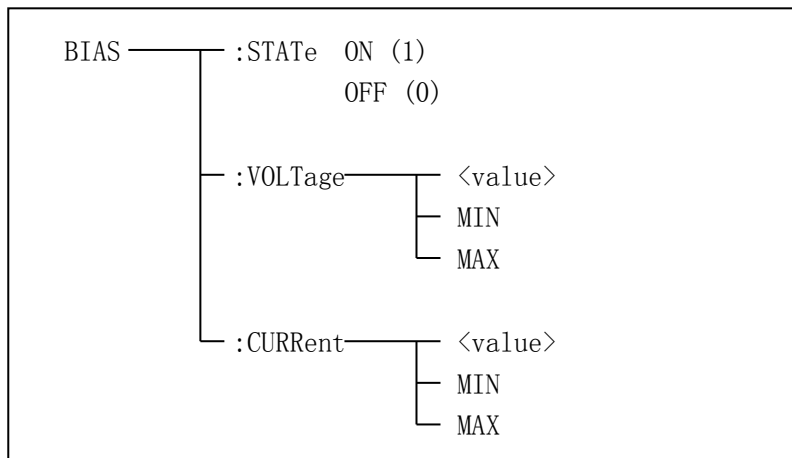 BIAS :STATe ON (1)
OFF (0)
:VOLTage <value>
MIN
MAX
:CURRent <value>
MIN
MAX